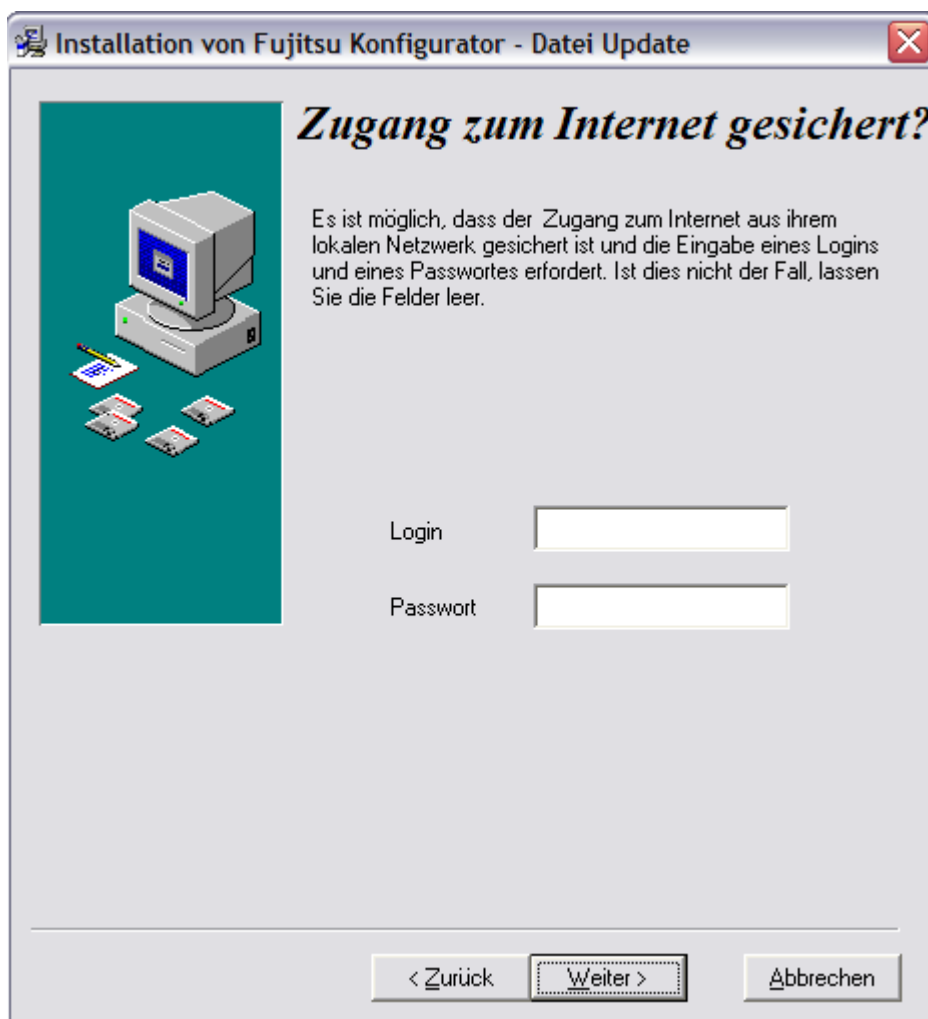 Installation von Fujitsu Konfigurator - Datei Update
Zugang zum Internet gesichert?
Es ist möglich, dass der Zugang zum Internet aus ihrem
lokalen Netzwerk gesichert ist und die Eingabe eines Logins
und eines Passwortes erfordert. Ist dies nicht der Fall, lassen
Sie die Felder leer.
Login
Passwort
< Zurück
Weiter >
Abbrechen